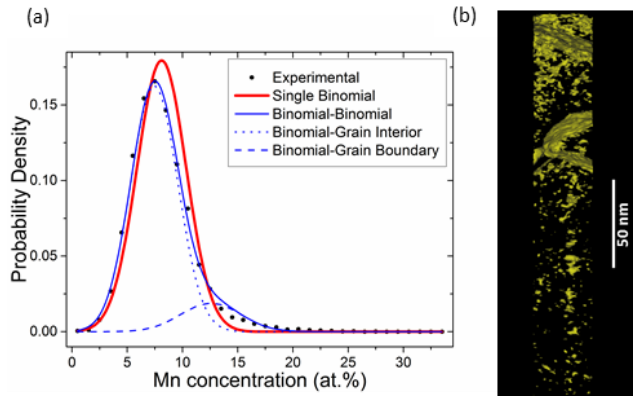 (a)
(b)
Experimental
Single Binomial
Binomial-Binomial
Binomial-Grain Interior
Binomial-Grain Boundary
Probability Density
0.15
0.10
0.05
0.00
0 5 10 15 20 25 30
Mn concentration (at.%)
50 nm